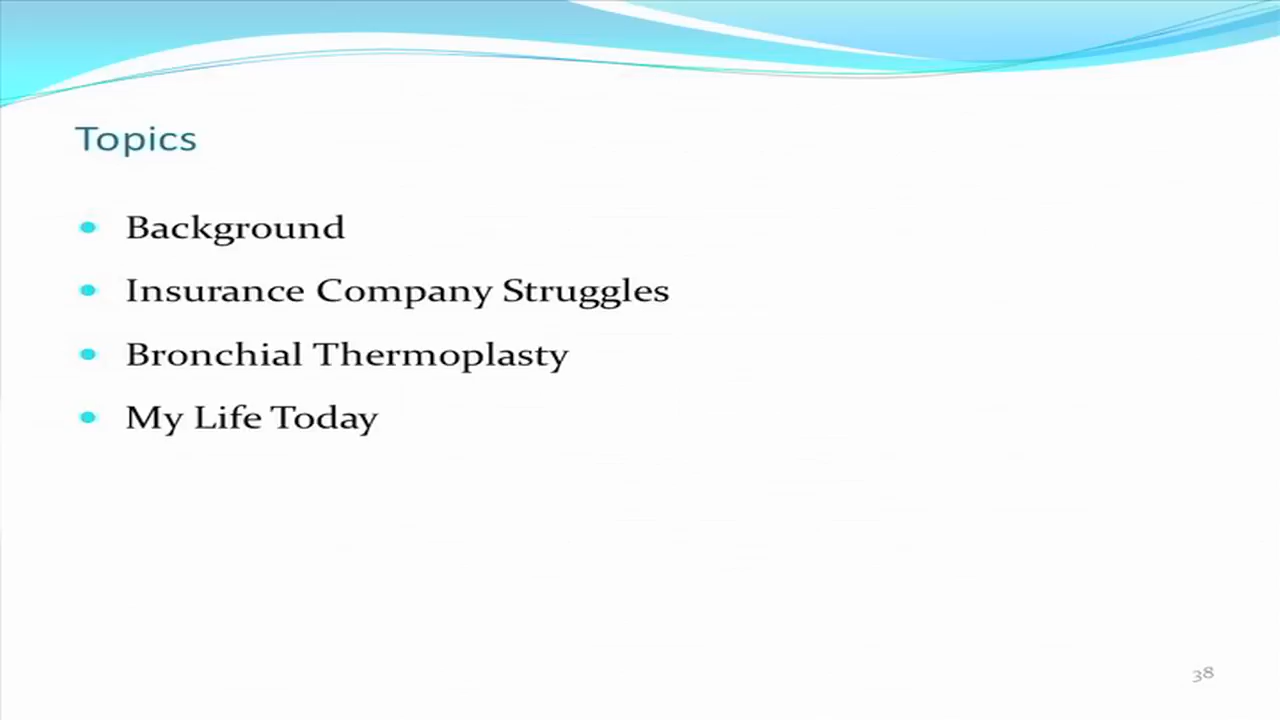 Topics
Background
Insurance Company Struggles
Bronchial Thermoplasty
My Life Today
38